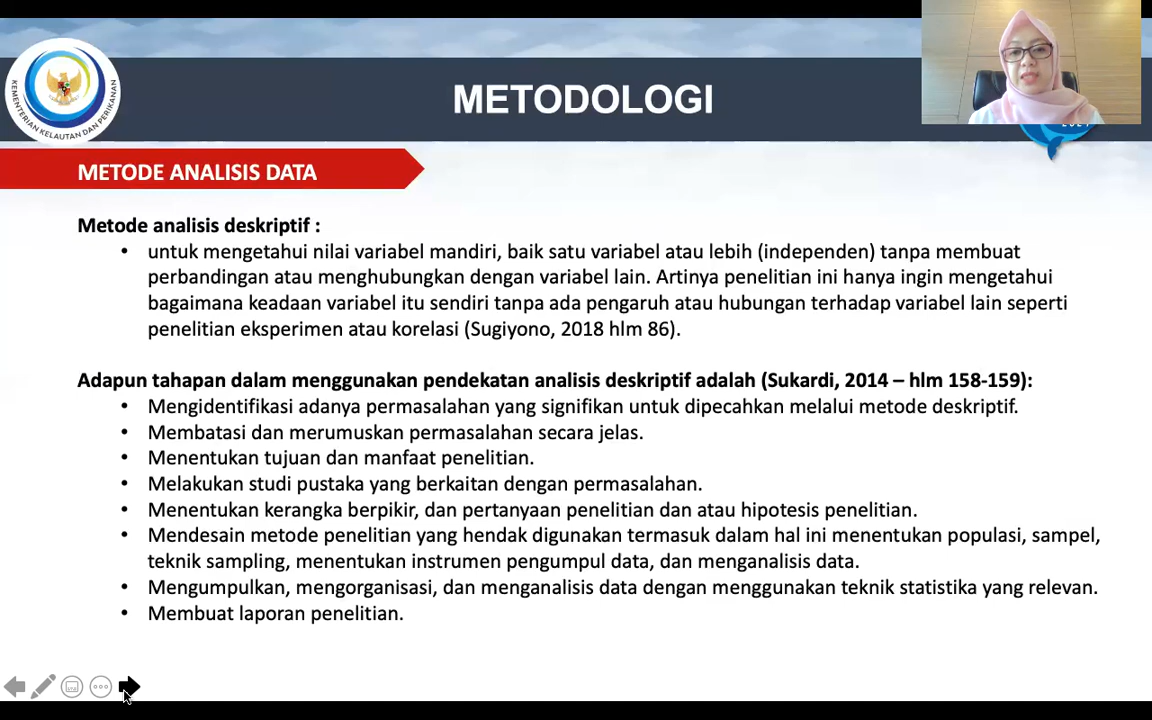 METODOLOGI
KEMENTERIAN KELAUTAN DAN PERIKANAN
METODE ANALISIS DATA
Metode analisis deskriptif :
• untuk mengetahui nilai variabel mandiri, baik satu variabel atau lebih (independen) tanpa membuat
perbandingan atau menghubungkan dengan variabel lain. Artinya penelitian ini hanya ingin mengetahui
bagaimana keadaan variabel itu sendiri tanpa ada pengaruh atau hubungan terhadap variabel lain seperti
penelitian eksperimen atau korelasi (Sugiyono, 2018 hlm 86).
Adapun tahapan dalam menggunakan pendekatan analisis deskriptif adalah (Sukardi, 2014 – hlm 158-159):
• Mengidentifikasi adanya permasalahan yang signifikan untuk dipecahkan melalui metode deskriptif.
• Membatasi dan merumuskan permasalahan secara jelas.
• Menentukan tujuan dan manfaat penelitian.
• Melakukan studi pustaka yang berkaitan dengan permasalahan.
• Menentukan kerangka berpikir, dan pertanyaan penelitian dan atau hipotesis penelitian.
• Mendesain metode penelitian yang hendak digunakan termasuk dalam hal ini menentukan populasi, sampel,
teknik sampling, menentukan instrumen pengumpul data, dan menganalisis data.
• Mengumpulkan, mengorganisasi, dan menganalisis data dengan menggunakan teknik statistika yang relevan.
• Membuat laporan penelitian.